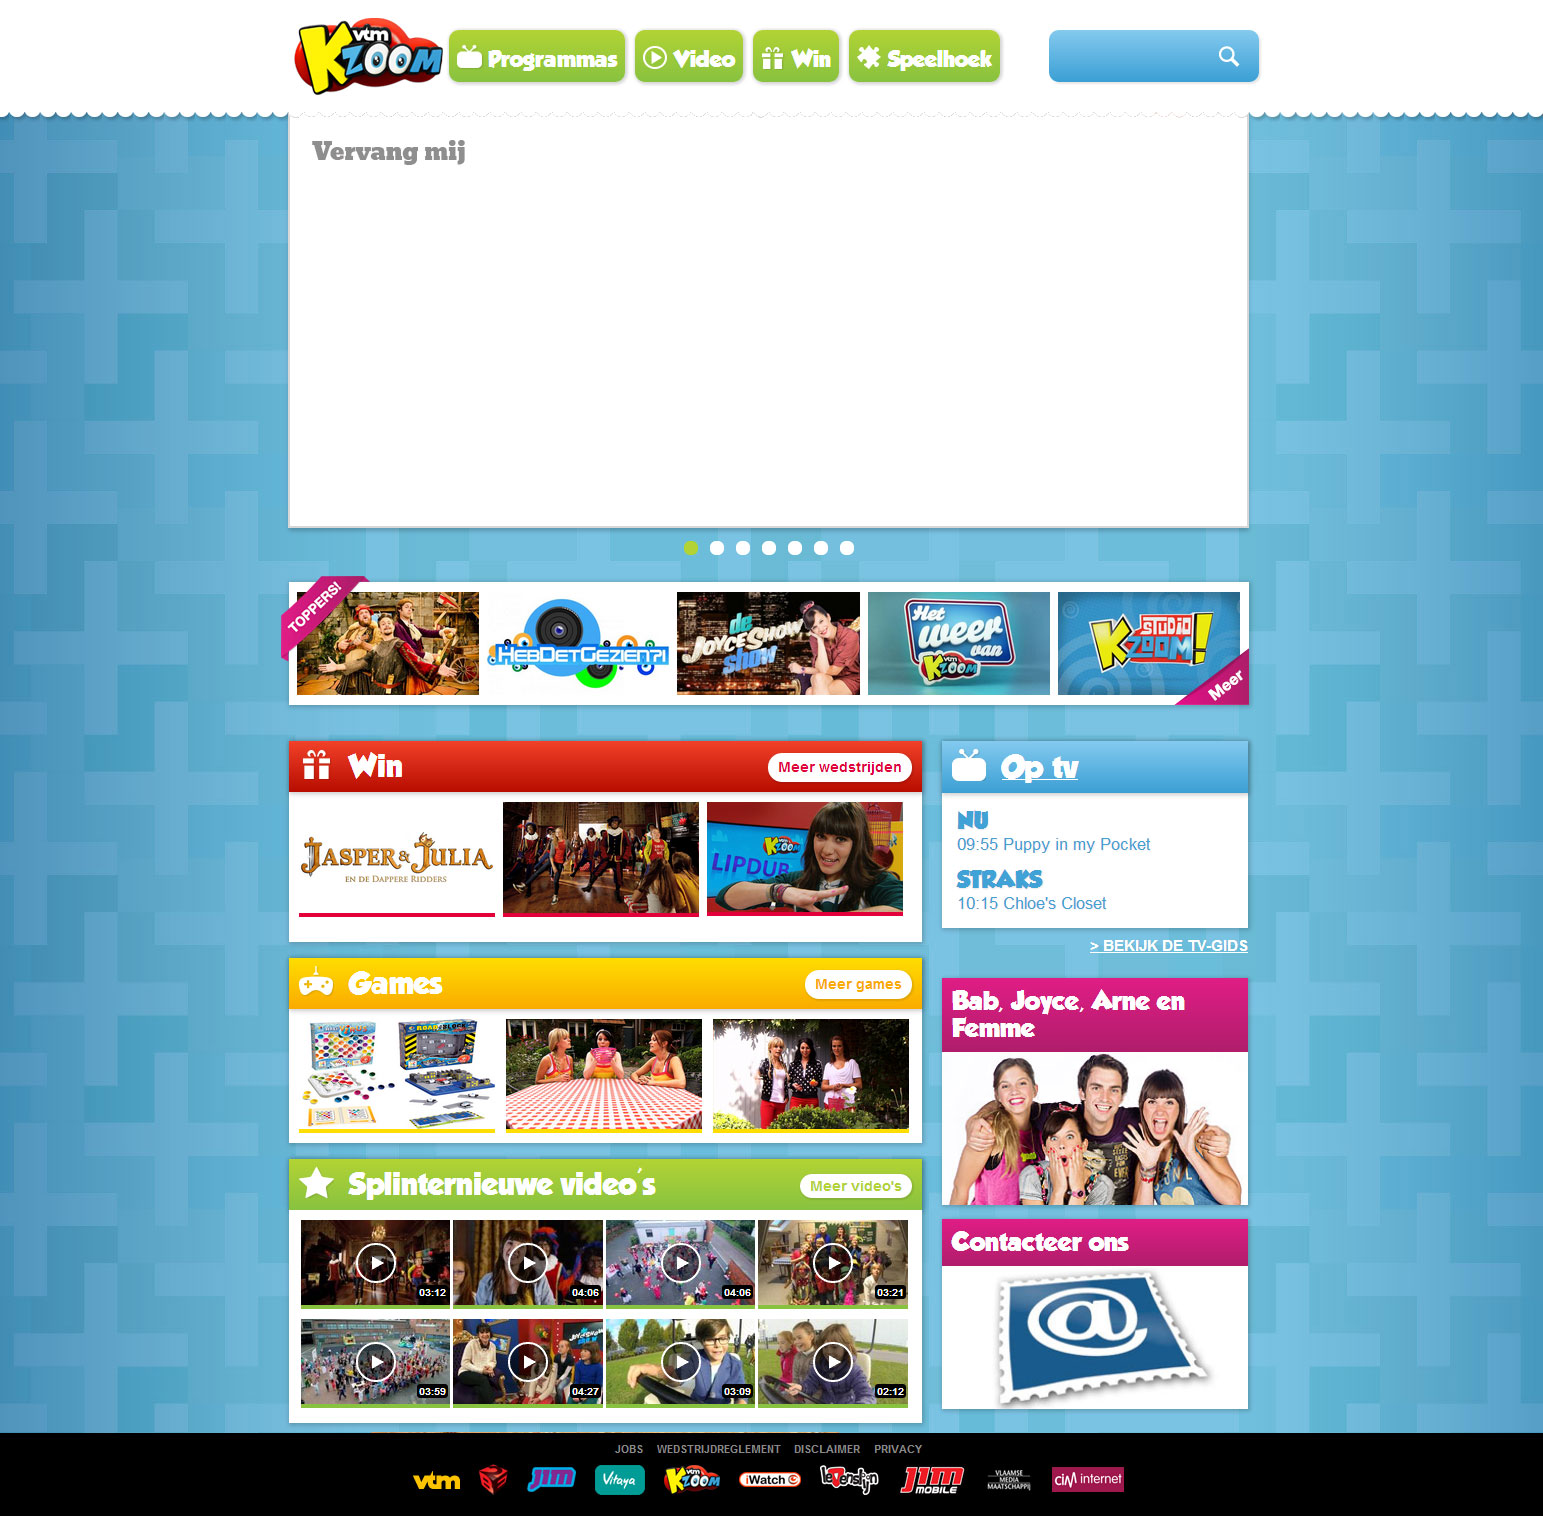 vtm
KZOOM
Programmas
Video
Win
Speelhoek
Vervang mij
TOPPERS!
HEBDETGEZIEN?!
de
JOYCESHOW
show
Het
weer
van
vtm
KZOOM
STUDIO
KZOOM!
Meer
Win
Meer wedstrijden
JASPER & JULIA
EN DE DAPPERE RIDDERS
vtm
KZOOM
LIPDUB
Op tv
NU
09:55 Puppy in my Pocket
STRAKS
10:15 Chloe's Closet
> BEKIJK DE TV-GIDS
Games
Meer games
Bab, Joyce, Arne en
Femme
Splinternieuwe video's
Meer video's
03:12
04:06
04:06
03:21
03:59
04:27
03:09
02:12
Contacteer ons
@
JOBS WEDSTRIJDREGLEMENT DISCLAIMER PRIVACY
vtm
JIM
Vitaya
vtm
KZOOM
iWatch
levenslijn
JIM
MOBILE
VLAAMSE
MEDIA
MAATSCHAPPIJ
CIM internet